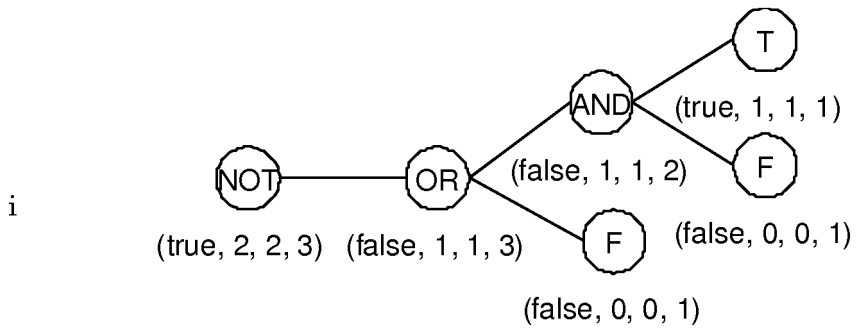 T
AND
(true, 1, 1, 1)
NOT
OR
(false, 1, 1, 2)
F
i
(true, 2, 2, 3)
(false, 1, 1, 3)
F
(false, 0, 0, 1)
(false, 0, 0, 1)